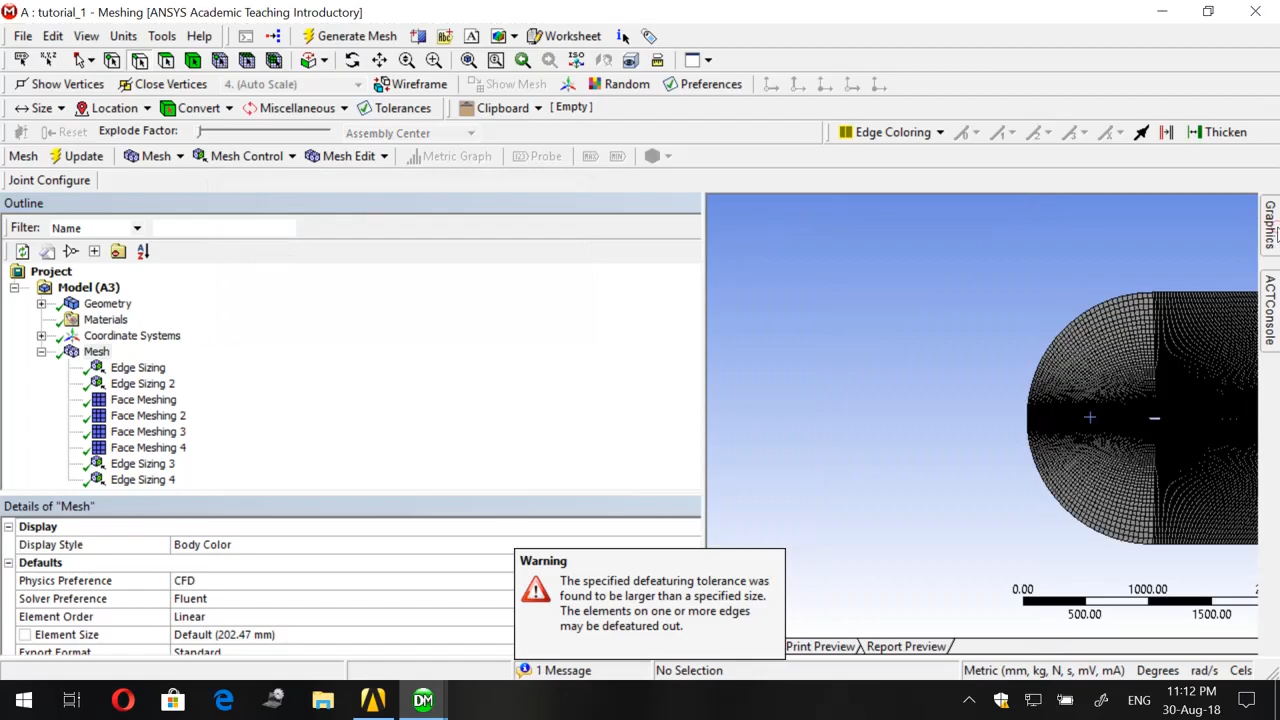 A : tutorial_1 - Meshing [ANSYS Academic Teaching Introductory]
File Edit View Units Tools Help Generate Mesh Worksheet
Show Vertices Close Vertices 4. (Auto Scale) Wireframe Show Mesh Random Preferences
Size Location Convert Miscellaneous Tolerances Clipboard [ Empty ]
Reset Explode Factor: Assembly Center Edge Coloring Thicken
Mesh Update Mesh Mesh Control Mesh Edit Metric Graph Probe MAX MIN
Joint Configure
Outline
Filter: Name
Project
Model (A3)
Geometry
Materials
Coordinate Systems
Mesh
Edge Sizing
Edge Sizing 2
Face Meshing
Face Meshing 2
Face Meshing 3
Face Meshing 4
Edge Sizing 3
Edge Sizing 4
Graphics
ACTConsole
Details of "Mesh"
Display
Display Style Body Color
Defaults
Physics Preference CFD
Solver Preference Fluent
Element Order Linear
Element Size Default (202.47 mm)
Export Format Standard
Warning
The specified defeaturing tolerance was
found to be larger than a specified size.
The elements on one or more edges
may be defeatured out.
0.00 1000.00 2
500.00 1500.00
Print Preview Report Preview
1 Message No Selection Metric (mm, kg, N, s, mV, mA) Degrees rad/s Cels
DM
ENG
11:12 PM
30-Aug-18